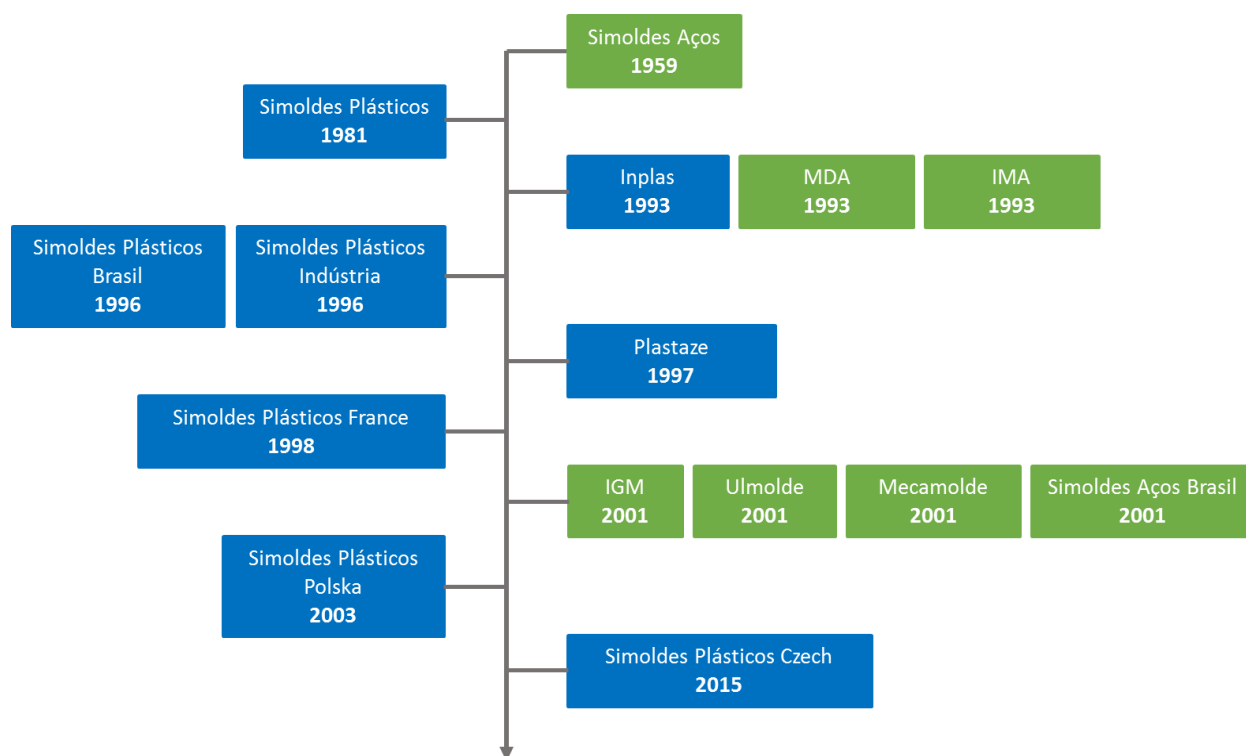 Simoldes Aços
1959
Simoldes Plásticos
1981
Inplas
1993
MDA
1993
IMA
1993
Simoldes Plásticos
Brasil
1996
Simoldes Plásticos
Indústria
1996
Plastaze
1997
Simoldes Plásticos France
1998
IGM
2001
Ulmolde
2001
Mecamolde
2001
Simoldes Aços Brasil
2001
Simoldes Plásticos
Polska
2003
Simoldes Plásticos Czech
2015